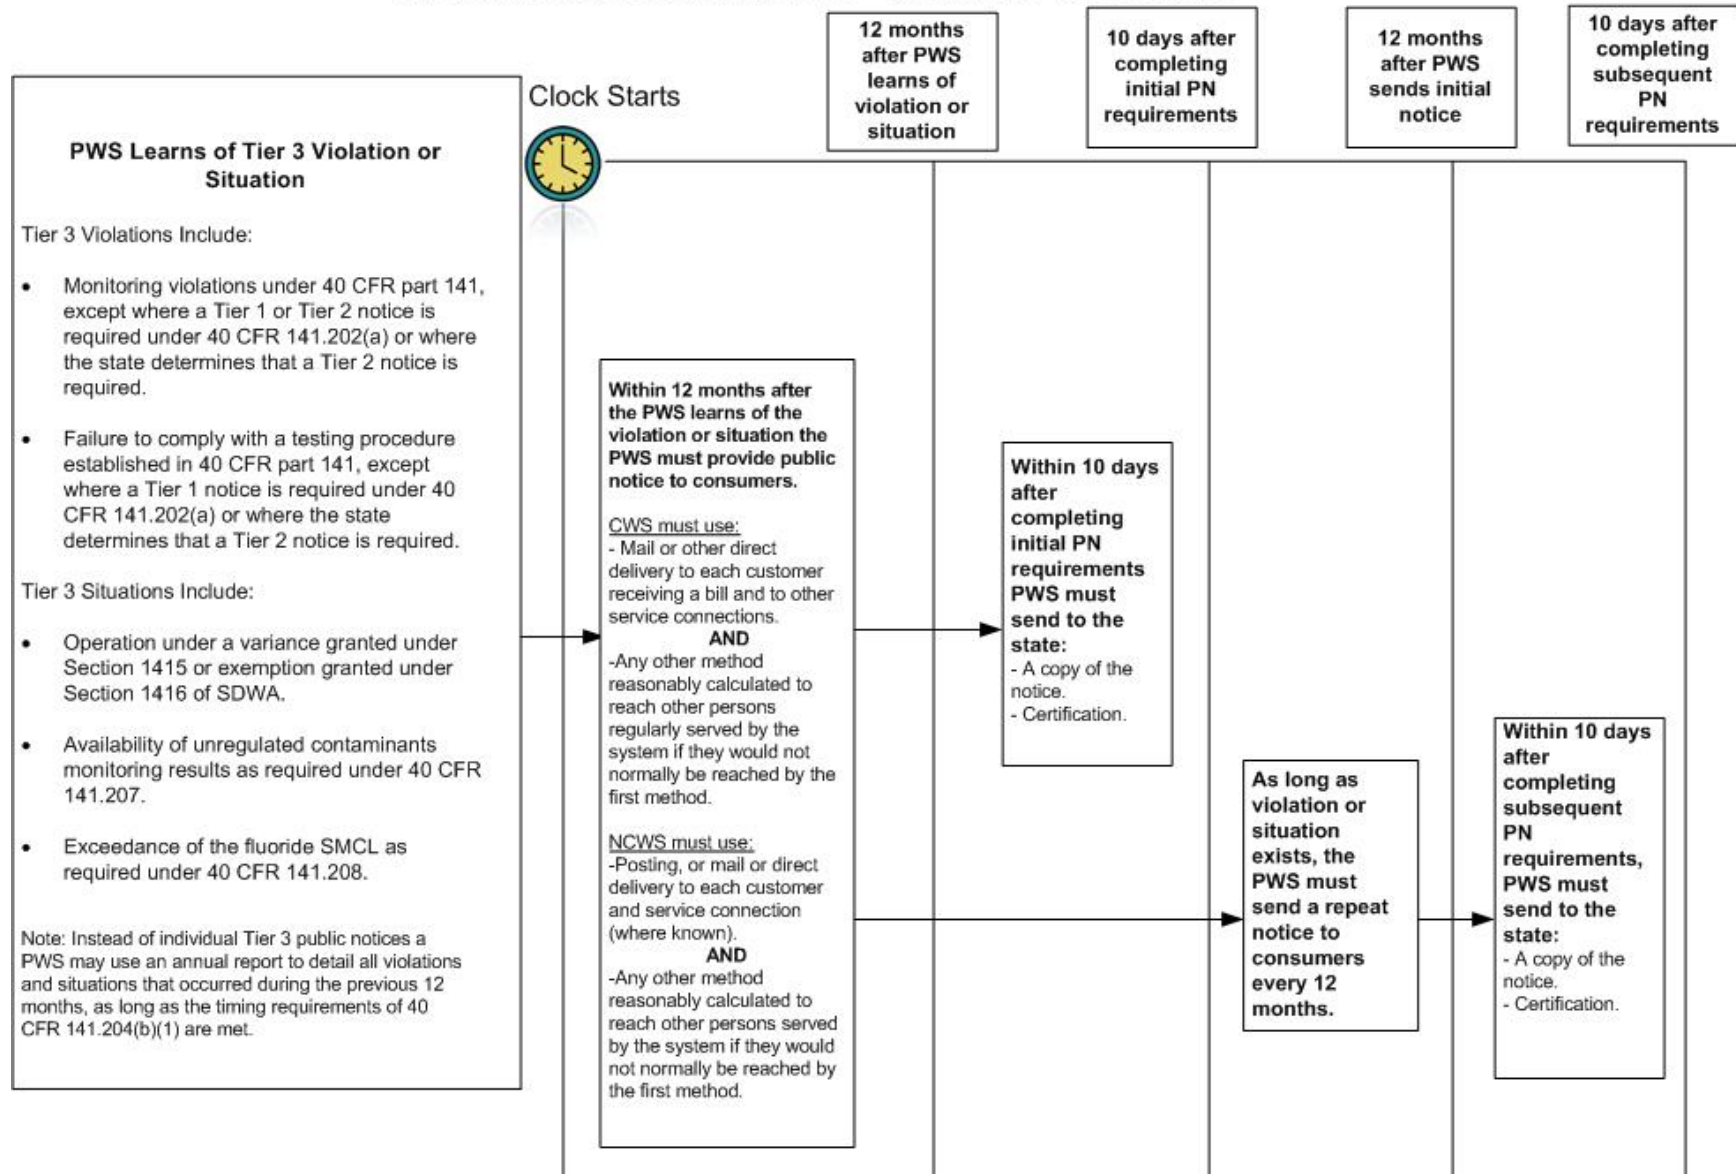 PWS Learns of Tier 3 Violation or
Situation
Tier 3 Violations Include:
• Monitoring violations under 40 CFR part 141,
except where a Tier 1 or Tier 2 notice is
required under 40 CFR 141.202(a) or where
the state determines that a Tier 2 notice is
required.
• Failure to comply with a testing procedure
established in 40 CFR part 141, except
where a Tier 1 notice is required under 40
CFR 141.202(a) or where the state
determines that a Tier 2 notice is required.
Tier 3 Situations Include:
• Operation under a variance granted under
Section 1415 or exemption granted under
Section 1416 of SDWA.
• Availability of unregulated contaminants
monitoring results as required under 40 CFR
141.207.
• Exceedance of the fluoride SMCL as
required under 40 CFR 141.208.
Note: Instead of individual Tier 3 public notices a
PWS may use an annual report to detail all violations
and situations that occurred during the previous 12
months, as long as the timing requirements of 40
CFR 141.204(b)(1) are met.
Clock Starts
12 months
after PWS
learns of
violation or
situation
10 days after
completing
initial PN
requirements
12 months
after PWS
sends initial
notice
10 days after
completing
subsequent
PN
requirements
Within 12 months after
the PWS learns of the
violation or situation the
PWS must provide public
notice to consumers.
CWS must use:
- Mail or other direct
delivery to each customer
receiving a bill and to other
service connections.
AND
-Any other method
reasonably calculated to
reach other persons
regularly served by the
system if they would not
normally be reached by the
first method.
NCWS must use:
-Posting, or mail or direct
delivery to each customer
and service connection
(where known).
AND
-Any other method
reasonably calculated to
reach other persons served
by the system if they would
not normally be reached by
the first method.
Within 10 days
after
completing
initial PN
requirements
PWS must
send to the
state:
- A copy of the
notice.
- Certification.
As long as
violation or
situation
exists, the
PWS must
send a repeat
notice to
consumers
every 12
months.
Within 10 days
after
completing
subsequent
PN
requirements,
PWS must
send to the
state:
- A copy of the
notice.
- Certification.